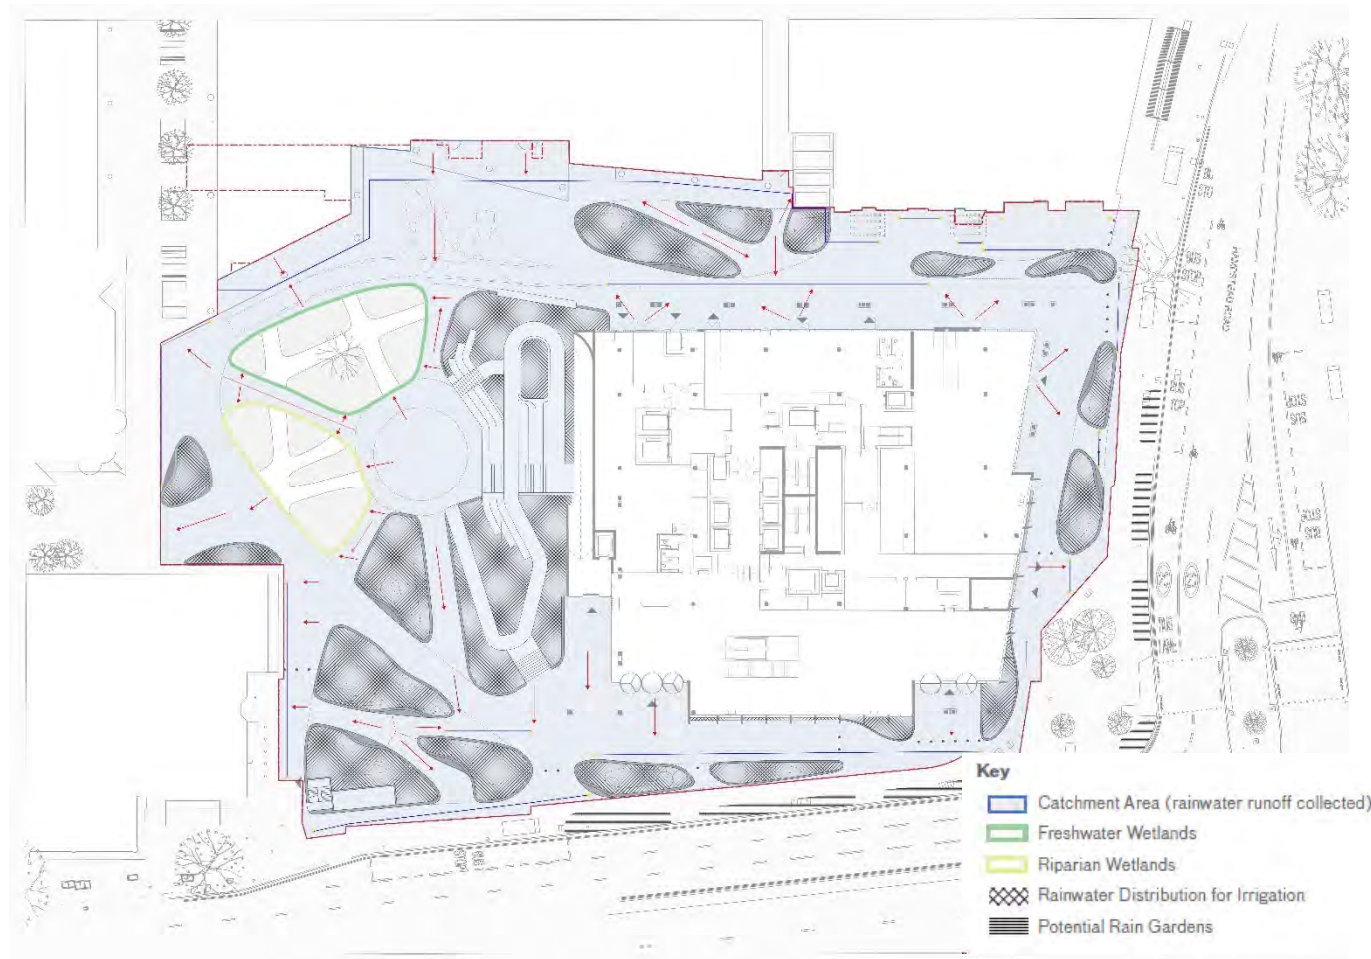 Key
Catchment Area (rainwater runoff collected)
Freshwater Wetlands
Riparian Wetlands
Rainwater Distribution for Irrigation
Potential Rain Gardens